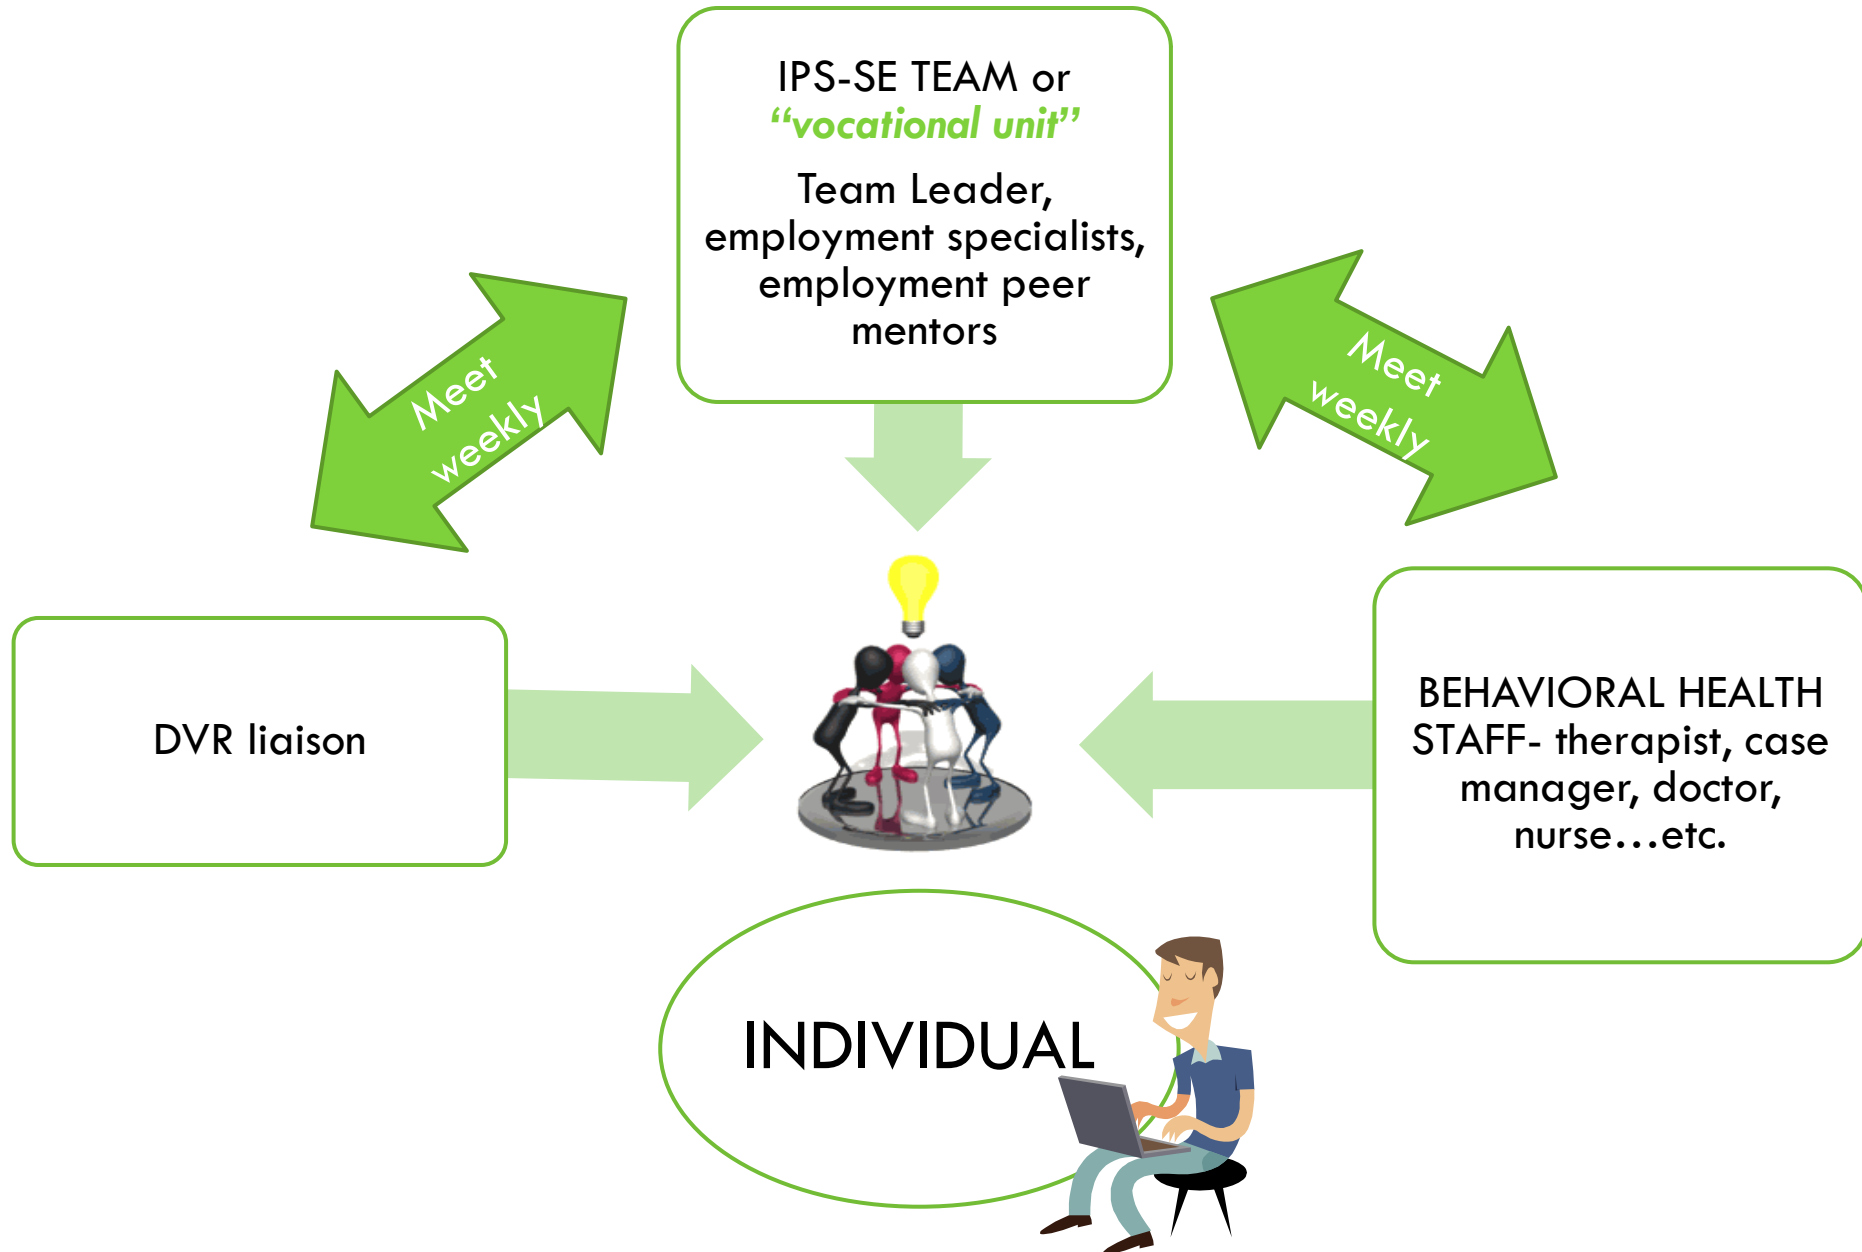 IPS-SE TEAM or
“vocational unit”
Team Leader,
employment specialists,
employment peer
mentors
Meet
weekly
Meet
weekly
DVR liaison
BEHAVIORAL HEALTH
STAFF- therapist, case
manager, doctor,
nurse…etc.
INDIVIDUAL